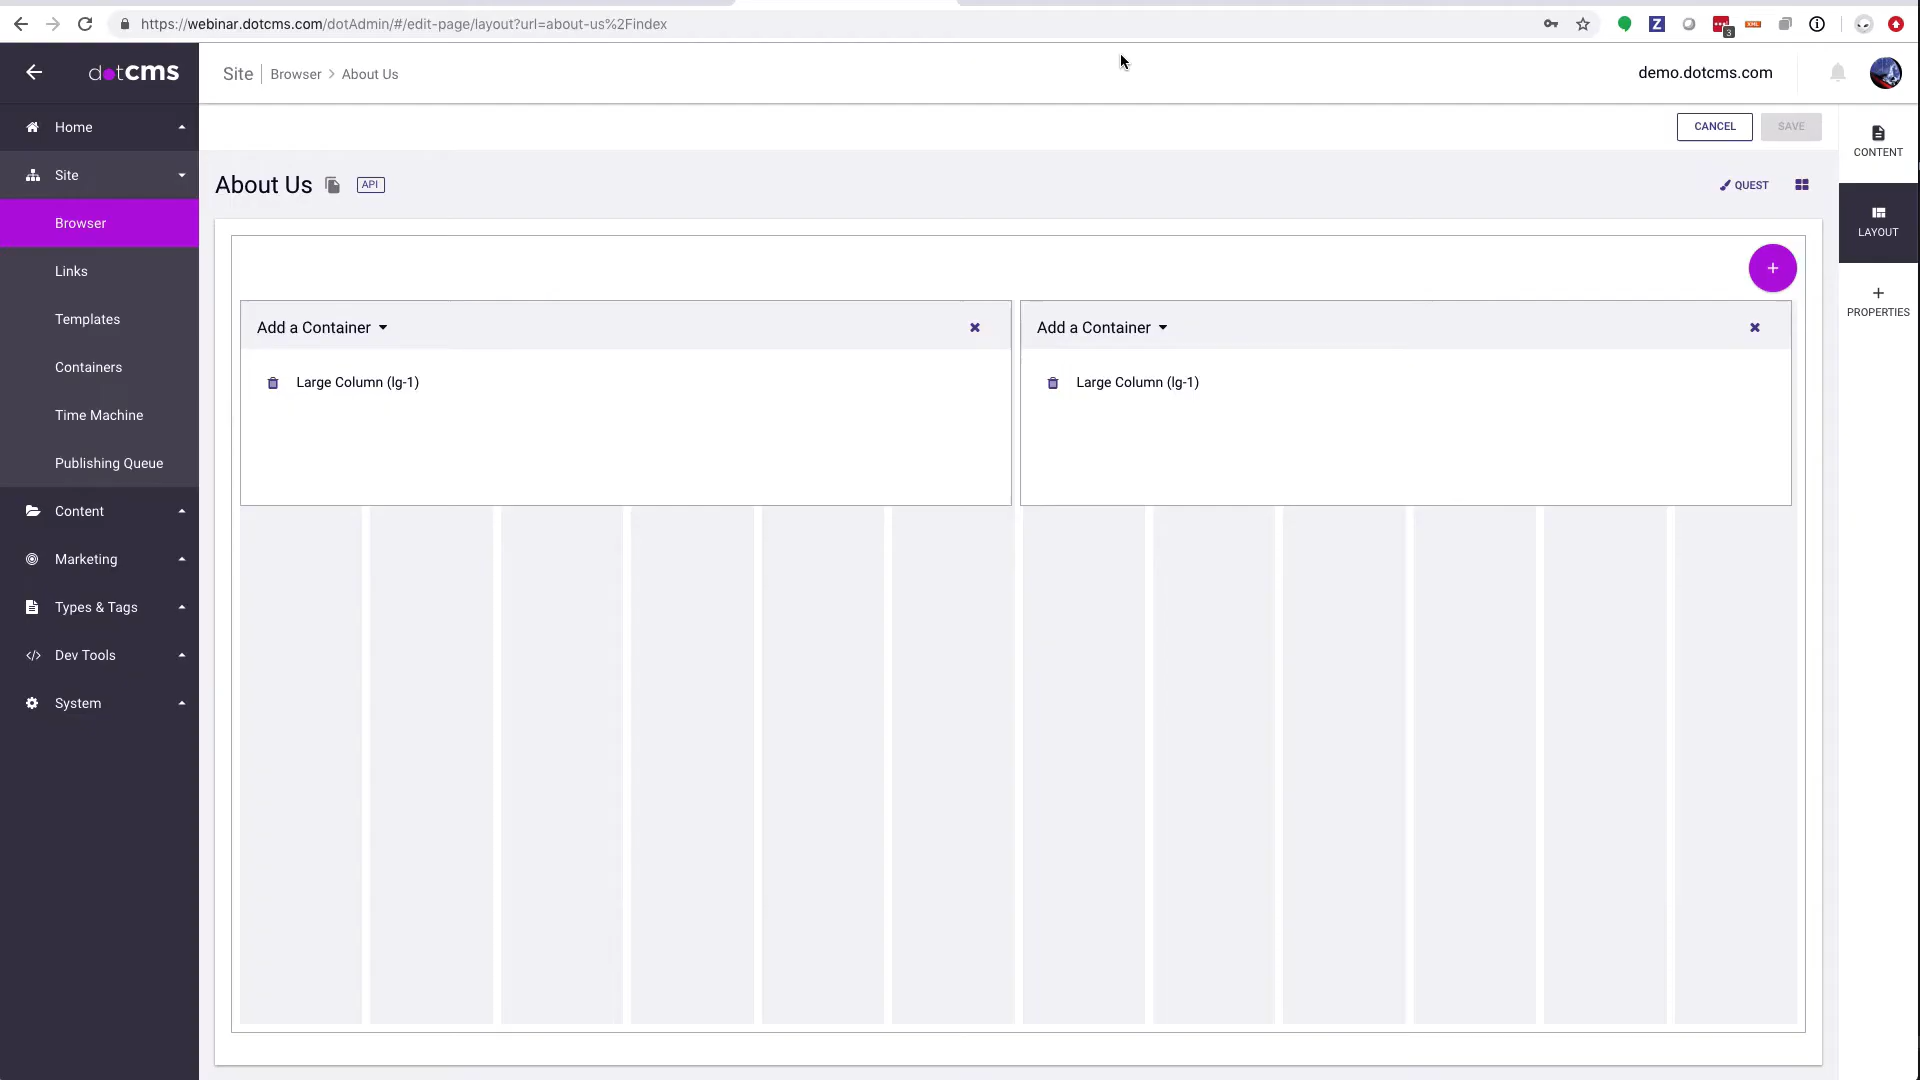 https://webinar.dotcms.com/dotAdmin/#/edit-page/layout?url=about-us%2Findex
Z
3
dotCMS
Site
Browser > About Us
demo.dotcms.com
Home
CANCEL
SAVE
CONTENT
Site
About Us
API
QUEST
Browser
LAYOUT
Links
+
Templates
Add a Container
Add a Container
PROPERTIES
Containers
Large Column (lg-1)
Large Column (lg-1)
Time Machine
Publishing Queue
Content
Marketing
Types & Tags
Dev Tools
System